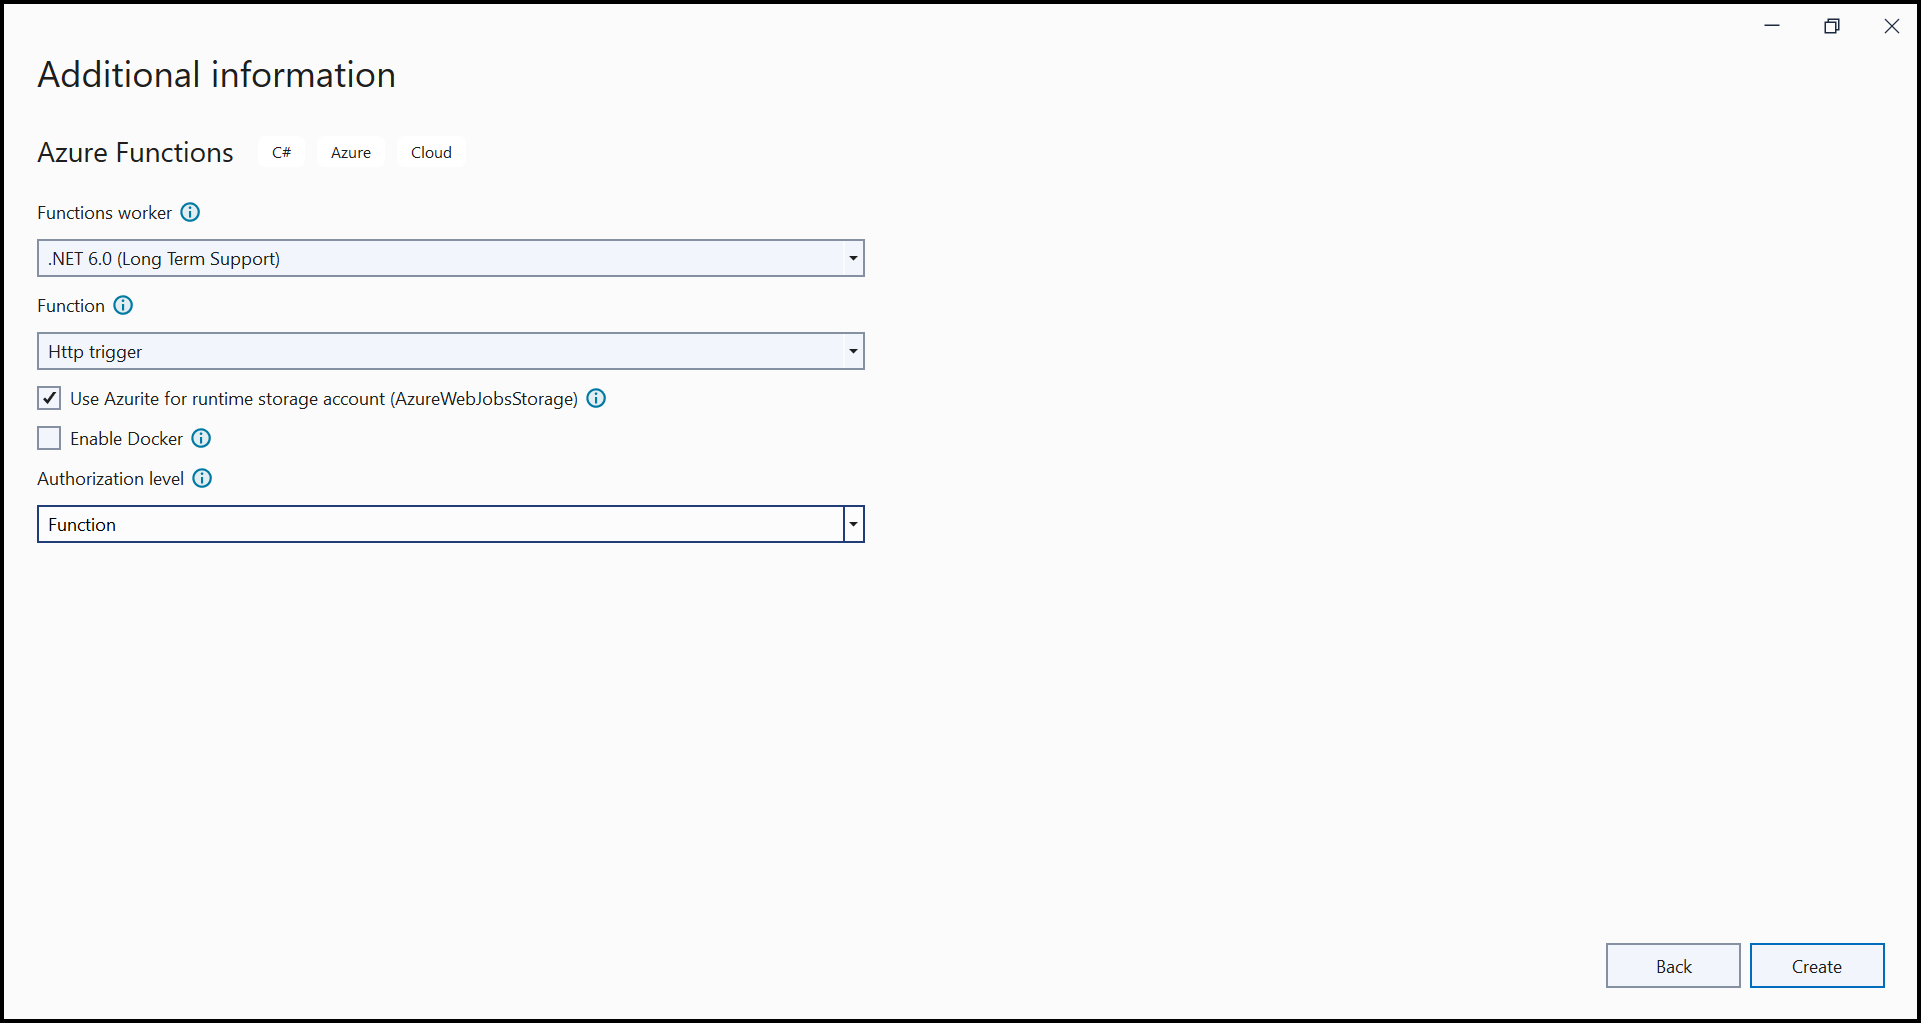 Additional information
Azure Functions C# Azure Cloud
Functions worker
.NET 6.0 (Long Term Support)
Function
Http trigger
Use Azurite for runtime storage account (AzureWebJobsStorage)
Enable Docker
Authorization level
Function
Back Create